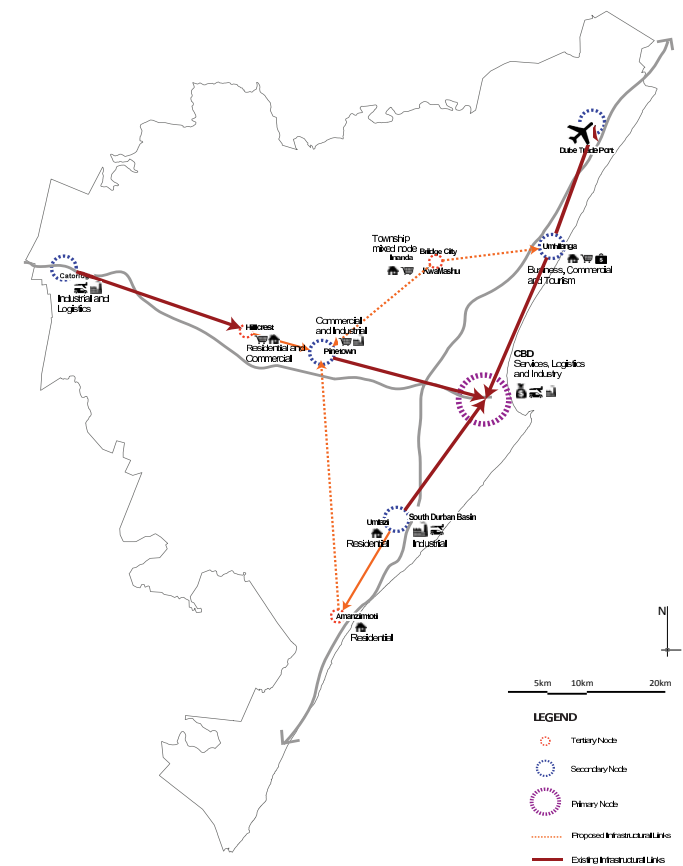 Dube Trade Port
Township
mixed node
Inanda
Bridge City
KwaMashu
Umhlanga
Business, Commercial
and Tourism
Industrial and
Logistics
Hillcrest
Residential and
Commercial
Commercial
and Industrial
Pinetown
CBD
Services, Logistics
and Industry
Umlazi
Residential
South Durban Basin
Industrial
Amanzimtoti
Residential
N
5km 10km 20km
LEGEND
Tertiary Node
Secondary Node
Primary Node
Proposed Infrastructural Links
Existing Infrastructural Links